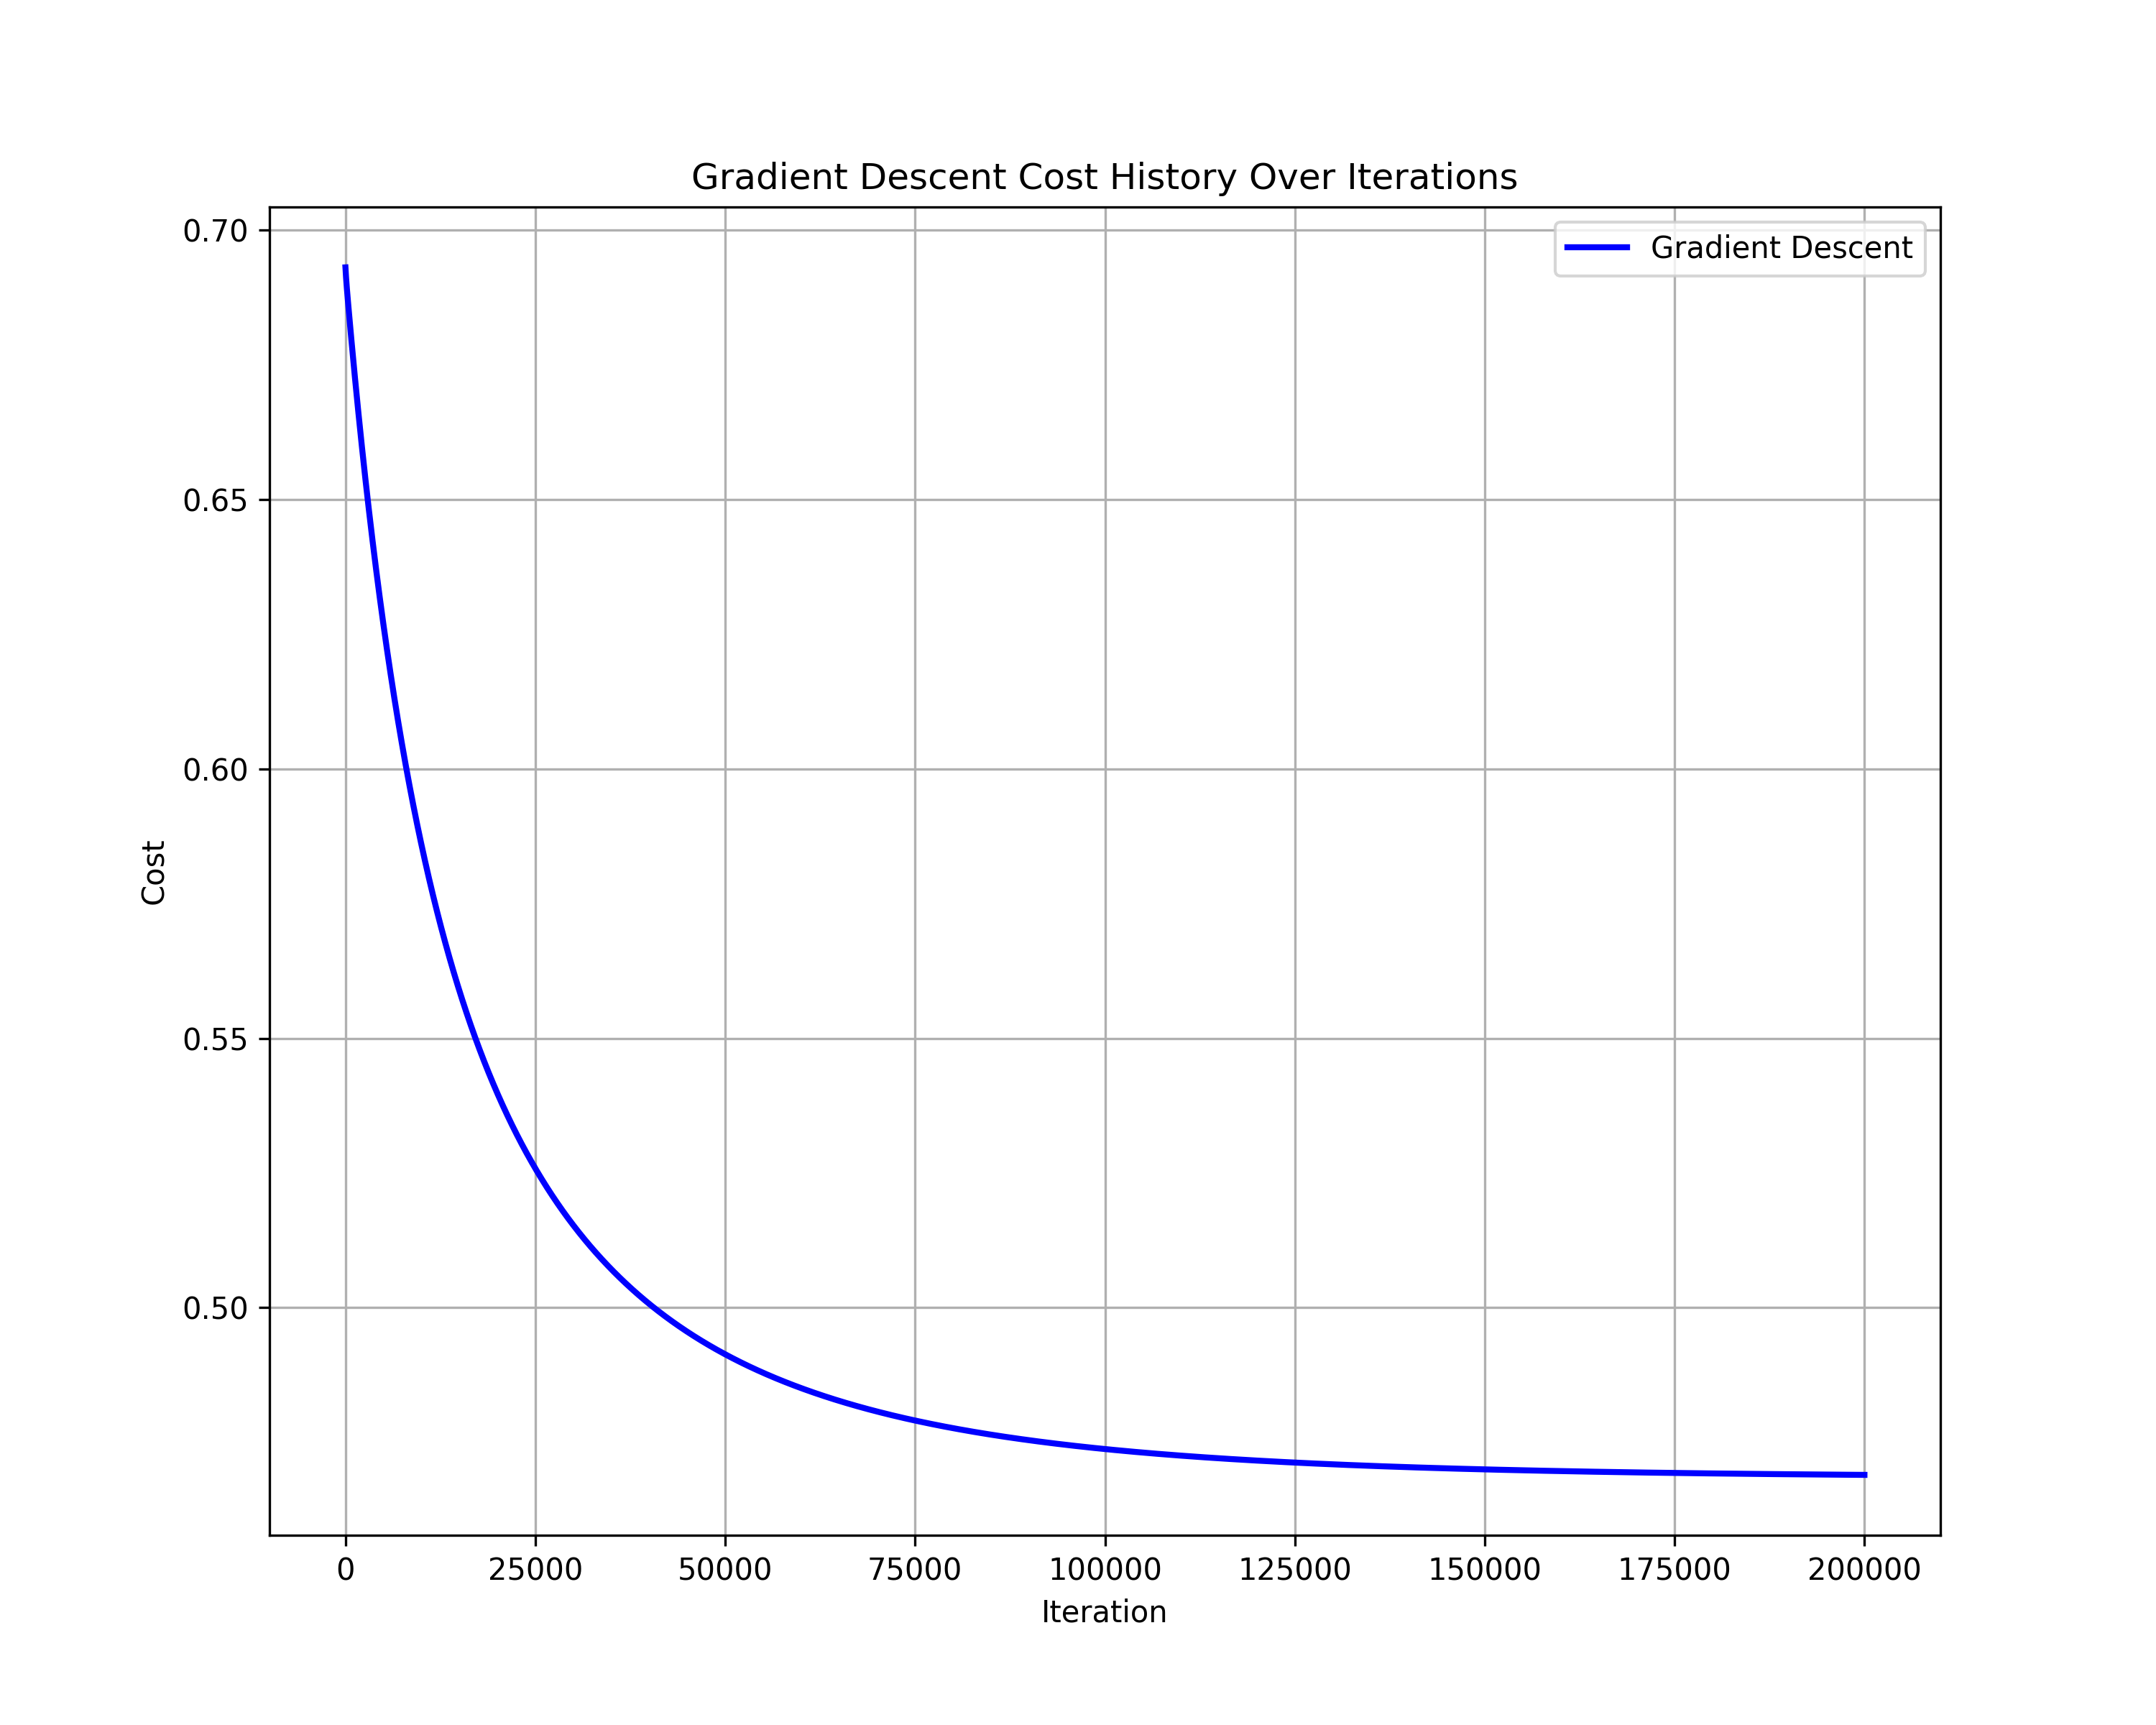 Gradient Descent Cost History Over Iterations
Gradient Descent
0.70
0.65
0.60
0.55
0.50
Cost
0 25000 50000 75000 100000 125000 150000 175000 200000
Iteration